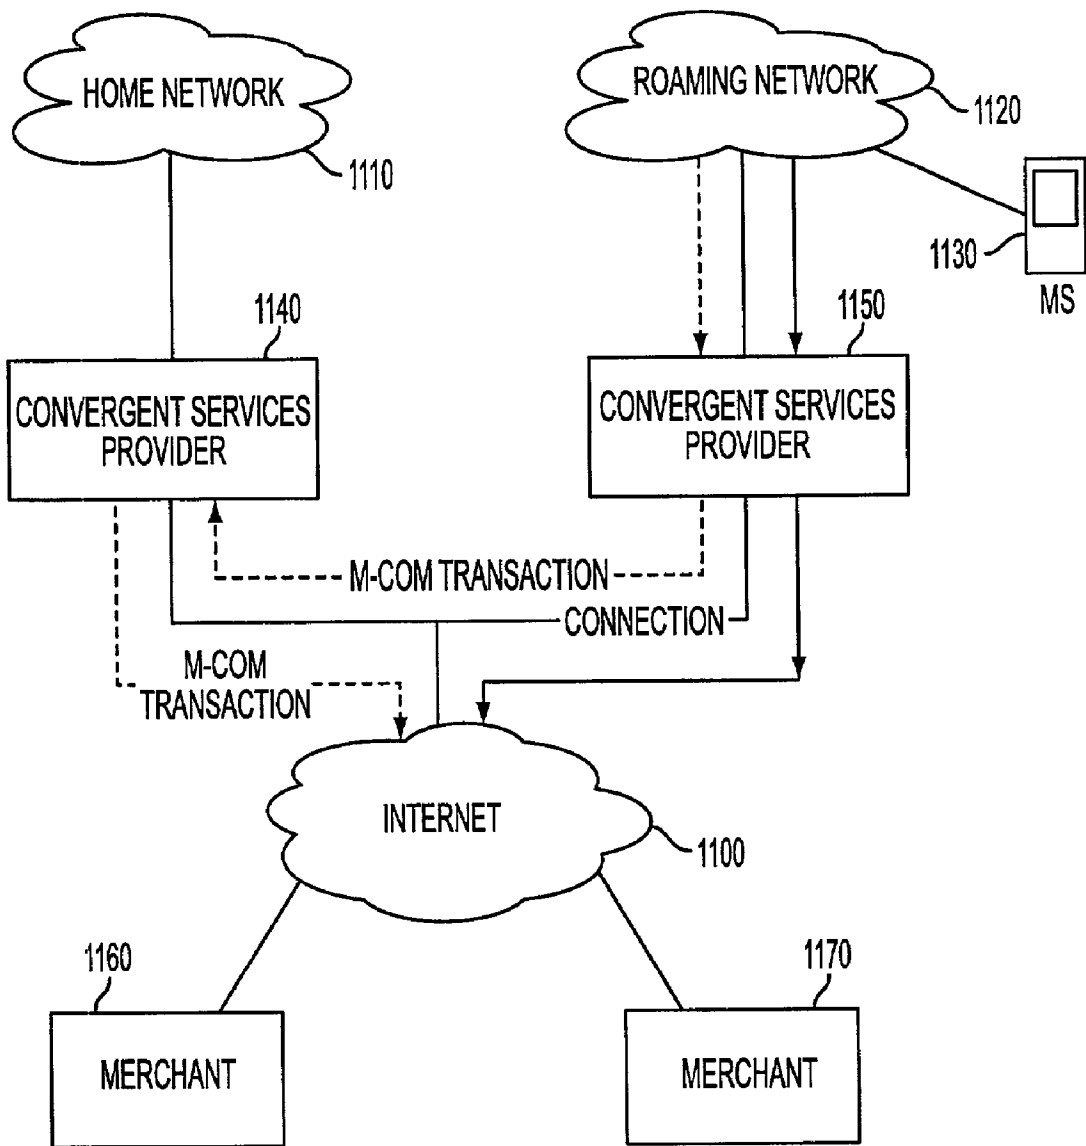 HOME NETWORK
1110
ROAMING NETWORK
1120
1130
MS
1140
CONVERGENT SERVICES
PROVIDER
1150
CONVERGENT SERVICES
PROVIDER
M-COM TRANSACTION
CONNECTION
M-COM
TRANSACTION
INTERNET
1100
1160
MERCHANT
1170
MERCHANT